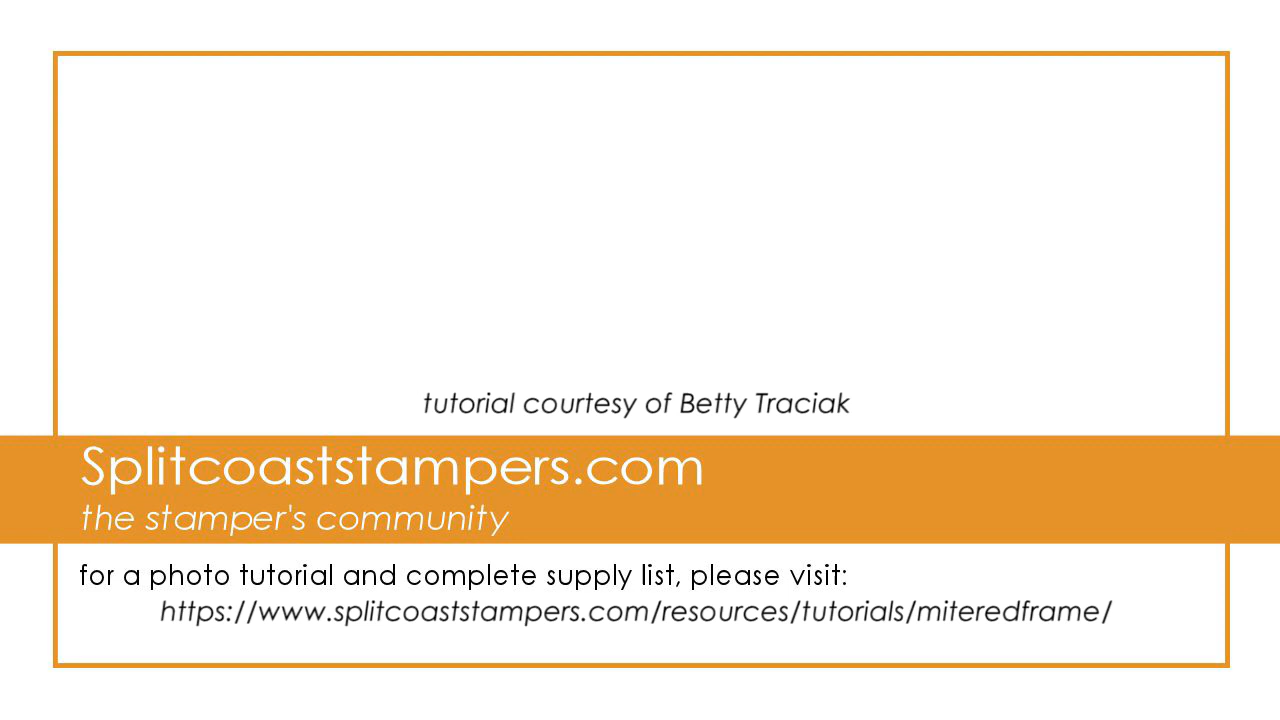 tutorial courtesy of Betty Traciak
Splitcoaststampers.com
the stamper's community
for a photo tutorial and complete supply list, please visit:
https://www.splitcoaststampers.com/resources/tutorials/miteredframe/